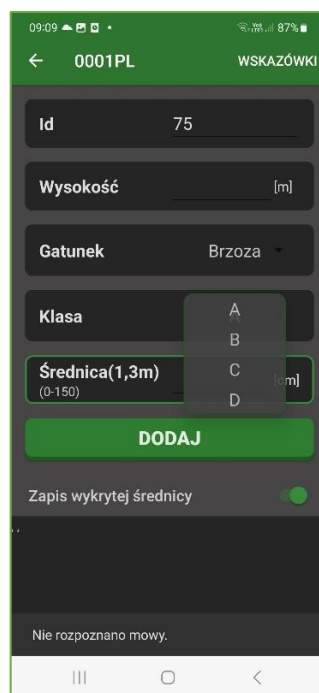 09:09
87%
← 0001PL WSKAZÓWKI
Id 75
Wysokość [m]
Gatunek Brzoza
Klasa
A
B
C
D
Średnica(1,3m) [cm]
(0-150)
DODAJ
Zapis wykrytej średnicy
, ,
Nie rozpoznano mowy.